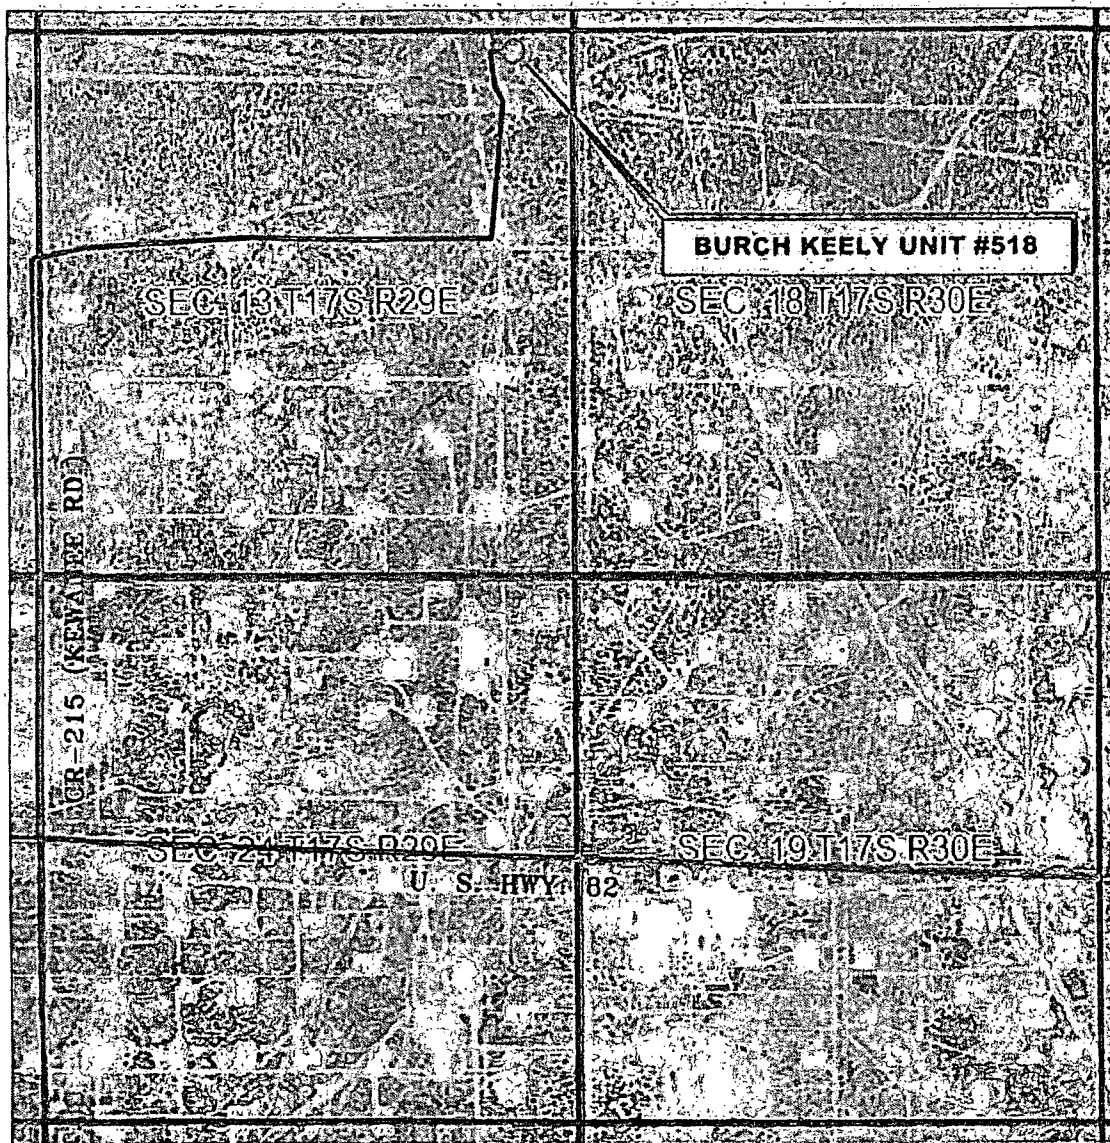 BURCH KEELY UNIT #518
SEC. 13 T17S R29E
SEC. 18 T17S R30E
CR-215 (KEWANEE RD)
SEC. 24 T17S R29E
SEC. 19 T17S R30E
U. S. HWY. 82